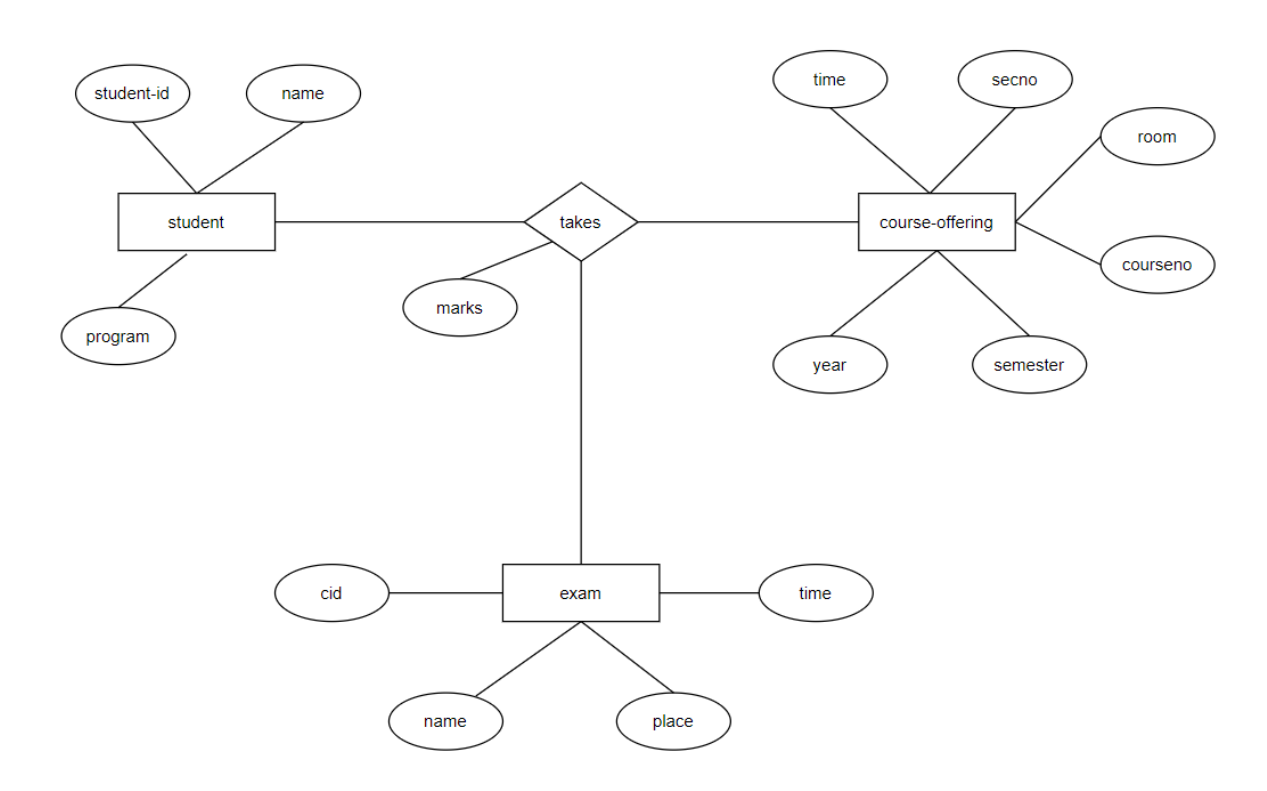 time
secno
student-id
name
room
student
takes
course-offering
courseno
marks
program
year
semester
cid
exam
time
name
place